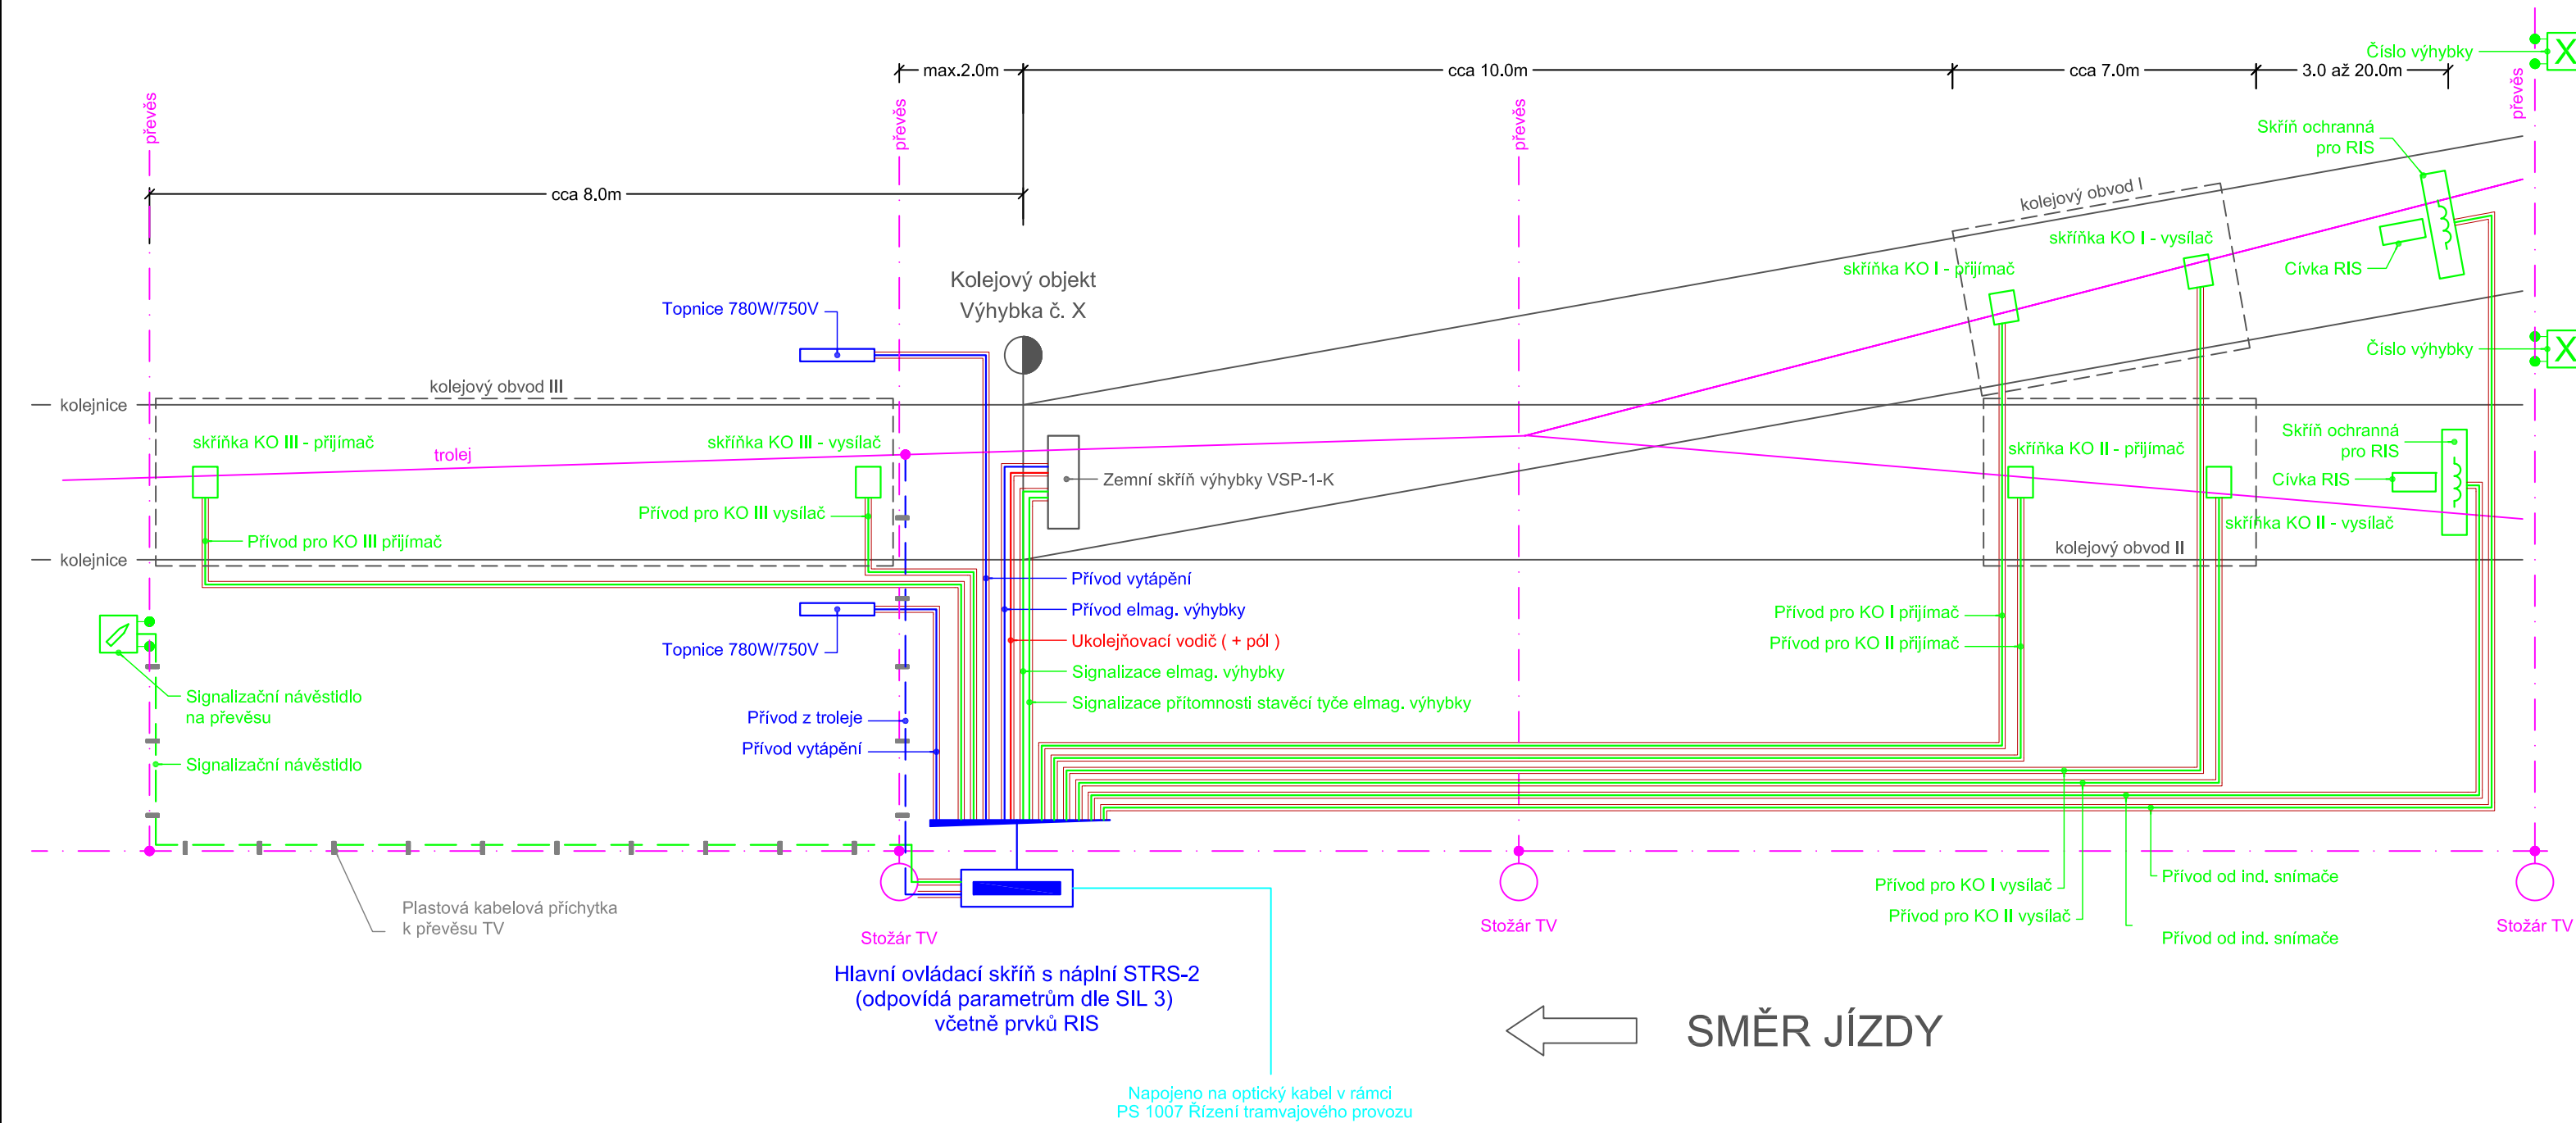 Číslo výhybky
X
max.2.0m
cca 10.0m
cca 7.0m
3.0 až 20.0m
převěs
převěs
převěs
převěs
Skříň ochranná
pro RIS
cca 8.0m
kolejový obvod I
skříňka KO I - vysílač
skříňka KO I - přijímač
Cívka RIS
Kolejový objekt
Výhybka č. X
Topnice 780W/750V
Číslo výhybky
X
kolejový obvod III
kolejnice
skříňka KO III - přijímač
skříňka KO III - vysílač
trolej
skříňka KO II - přijímač
Skříň ochranná
pro RIS
Cívka RIS
Zemní skříň výhybky VSP-1-K
Přívod pro KO III vysílač
skříňka KO II - vysílač
Přívod pro KO III přijímač
kolejový obvod II
kolejnice
Přívod vytápění
Přívod elmag. výhybky
Přívod pro KO I přijímač
Ukolejňovací vodič ( + pól )
Přívod pro KO II přijímač
Topnice 780W/750V
Signalizace elmag. výhybky
Signalizační návěstidlo
na převěsu
Signalizace přítomnosti stavěcí tyče elmag. výhybky
Přívod z troleje
Přívod vytápění
Signalizační návěstidlo
Přívod od ind. snímače
Přívod pro KO I vysílač
Plastová kabelová příchytka
k převěsu TV
Přívod pro KO II vysílač
Stožár TV
Stožár TV
Stožár TV
Přívod od ind. snímače
Hlavní ovládací skříň s náplní STRS-2
(odpovídá parametrům dle SIL 3)
včetně prvků RIS
SMĚR JÍZDY
Napojeno na optický kabel v rámci
PS 1007 Řízení tramvajového provozu